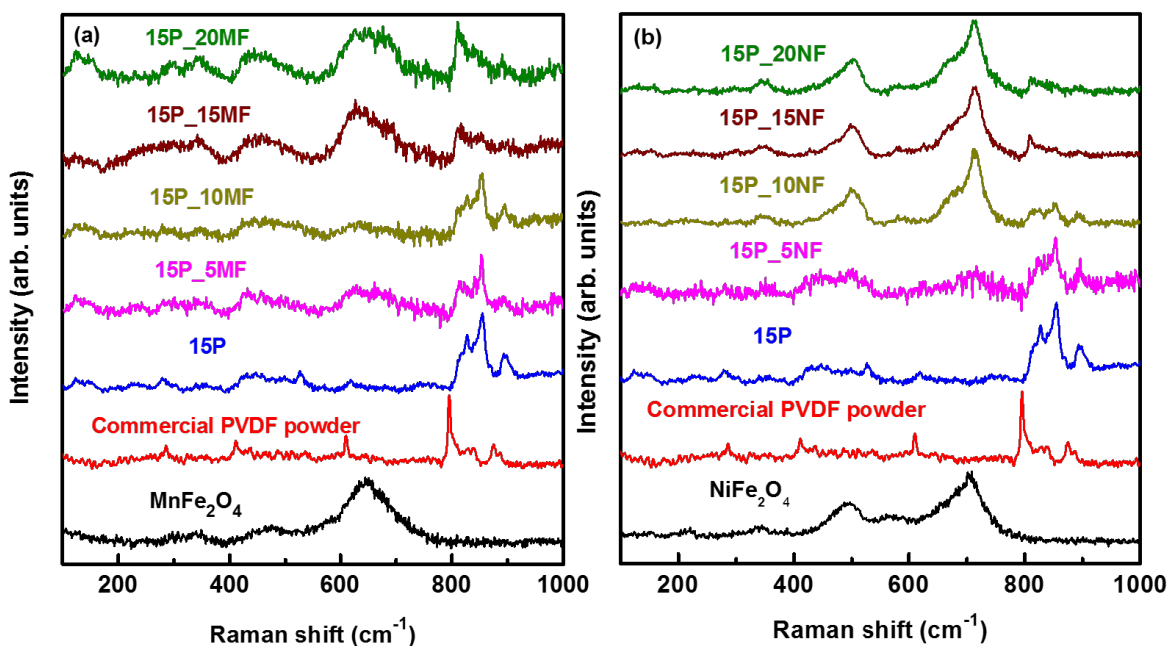 (a)
15P_20MF
15P_15MF
15P_10MF
15P_5MF
15P
Commercial PVDF powder
MnFe₂O₄
Intensity (arb. units)
200 400 600 800 1000
Raman shift (cm⁻¹)
(b)
15P_20NF
15P_15NF
15P_10NF
15P_5NF
15P
Commercial PVDF powder
NiFe₂O₄
Intensity (arb. units)
200 400 600 800 1000
Raman shift (cm⁻¹)